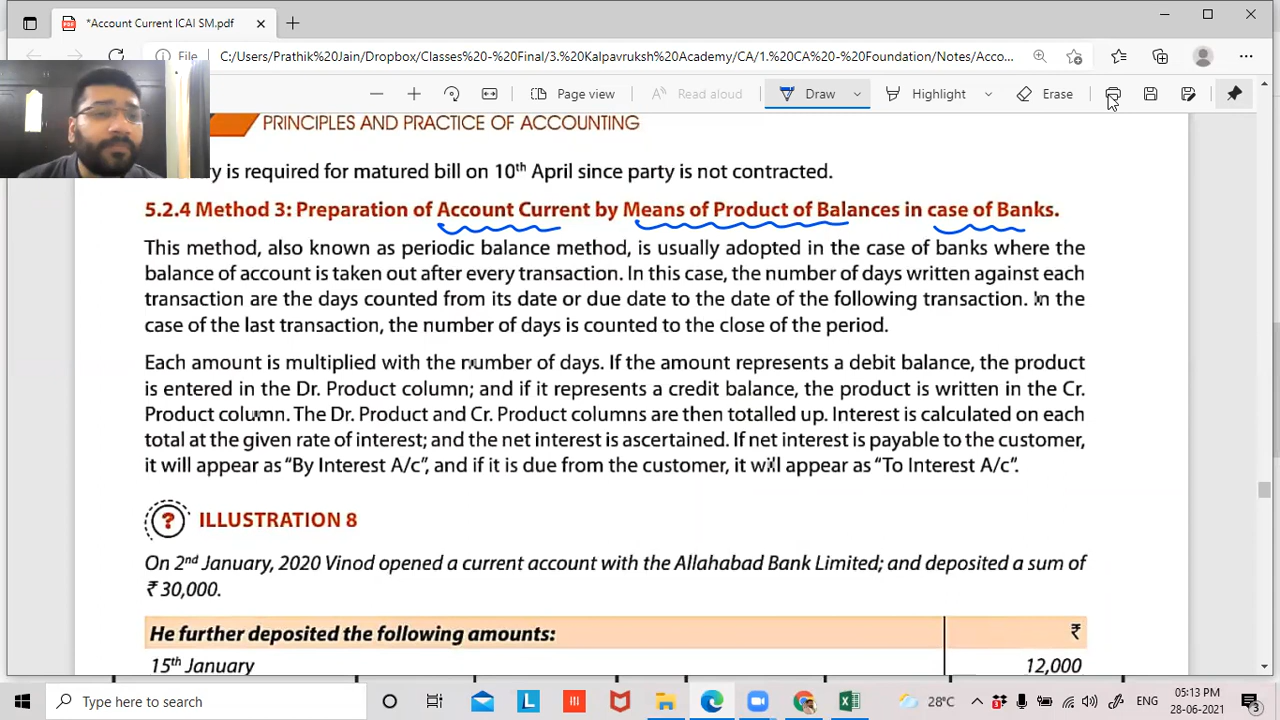 *Account Current ICAI SM.pdf
File
C:/Users/Prathik%20Jain/Dropbox/Classes%20-%20Final/3.%20Kalpavruksh%20Academy/CA/1.%20CA%20-%20Foundation/Notes/Acco...
Page view
Read aloud
Draw
Highlight
Erase
PRINCIPLES AND PRACTICE OF ACCOUNTING
is required for matured bill on 10th April since party is not contracted.
5.2.4 Method 3: Preparation of Account Current by Means of Product of Balances in case of Banks.
This method, also known as periodic balance method, is usually adopted in the case of banks where the
balance of account is taken out after every transaction. In this case, the number of days written against each
transaction are the days counted from its date or due date to the date of the following transaction. In the
case of the last transaction, the number of days is counted to the close of the period.
Each amount is multiplied with the number of days. If the amount represents a debit balance, the product
is entered in the Dr. Product column; and if it represents a credit balance, the product is written in the Cr.
Product column. The Dr. Product and Cr. Product columns are then totalled up. Interest is calculated on each
total at the given rate of interest; and the net interest is ascertained. If net interest is payable to the customer,
it will appear as “By Interest A/c”, and if it is due from the customer, it will appear as “To Interest A/c”.
? ILLUSTRATION 8
On 2nd January, 2020 Vinod opened a current account with the Allahabad Bank Limited; and deposited a sum of
₹ 30,000.
He further deposited the following amounts: ₹
15th January 12,000
Type here to search
28°C
05:13 PM
28-06-2021
3